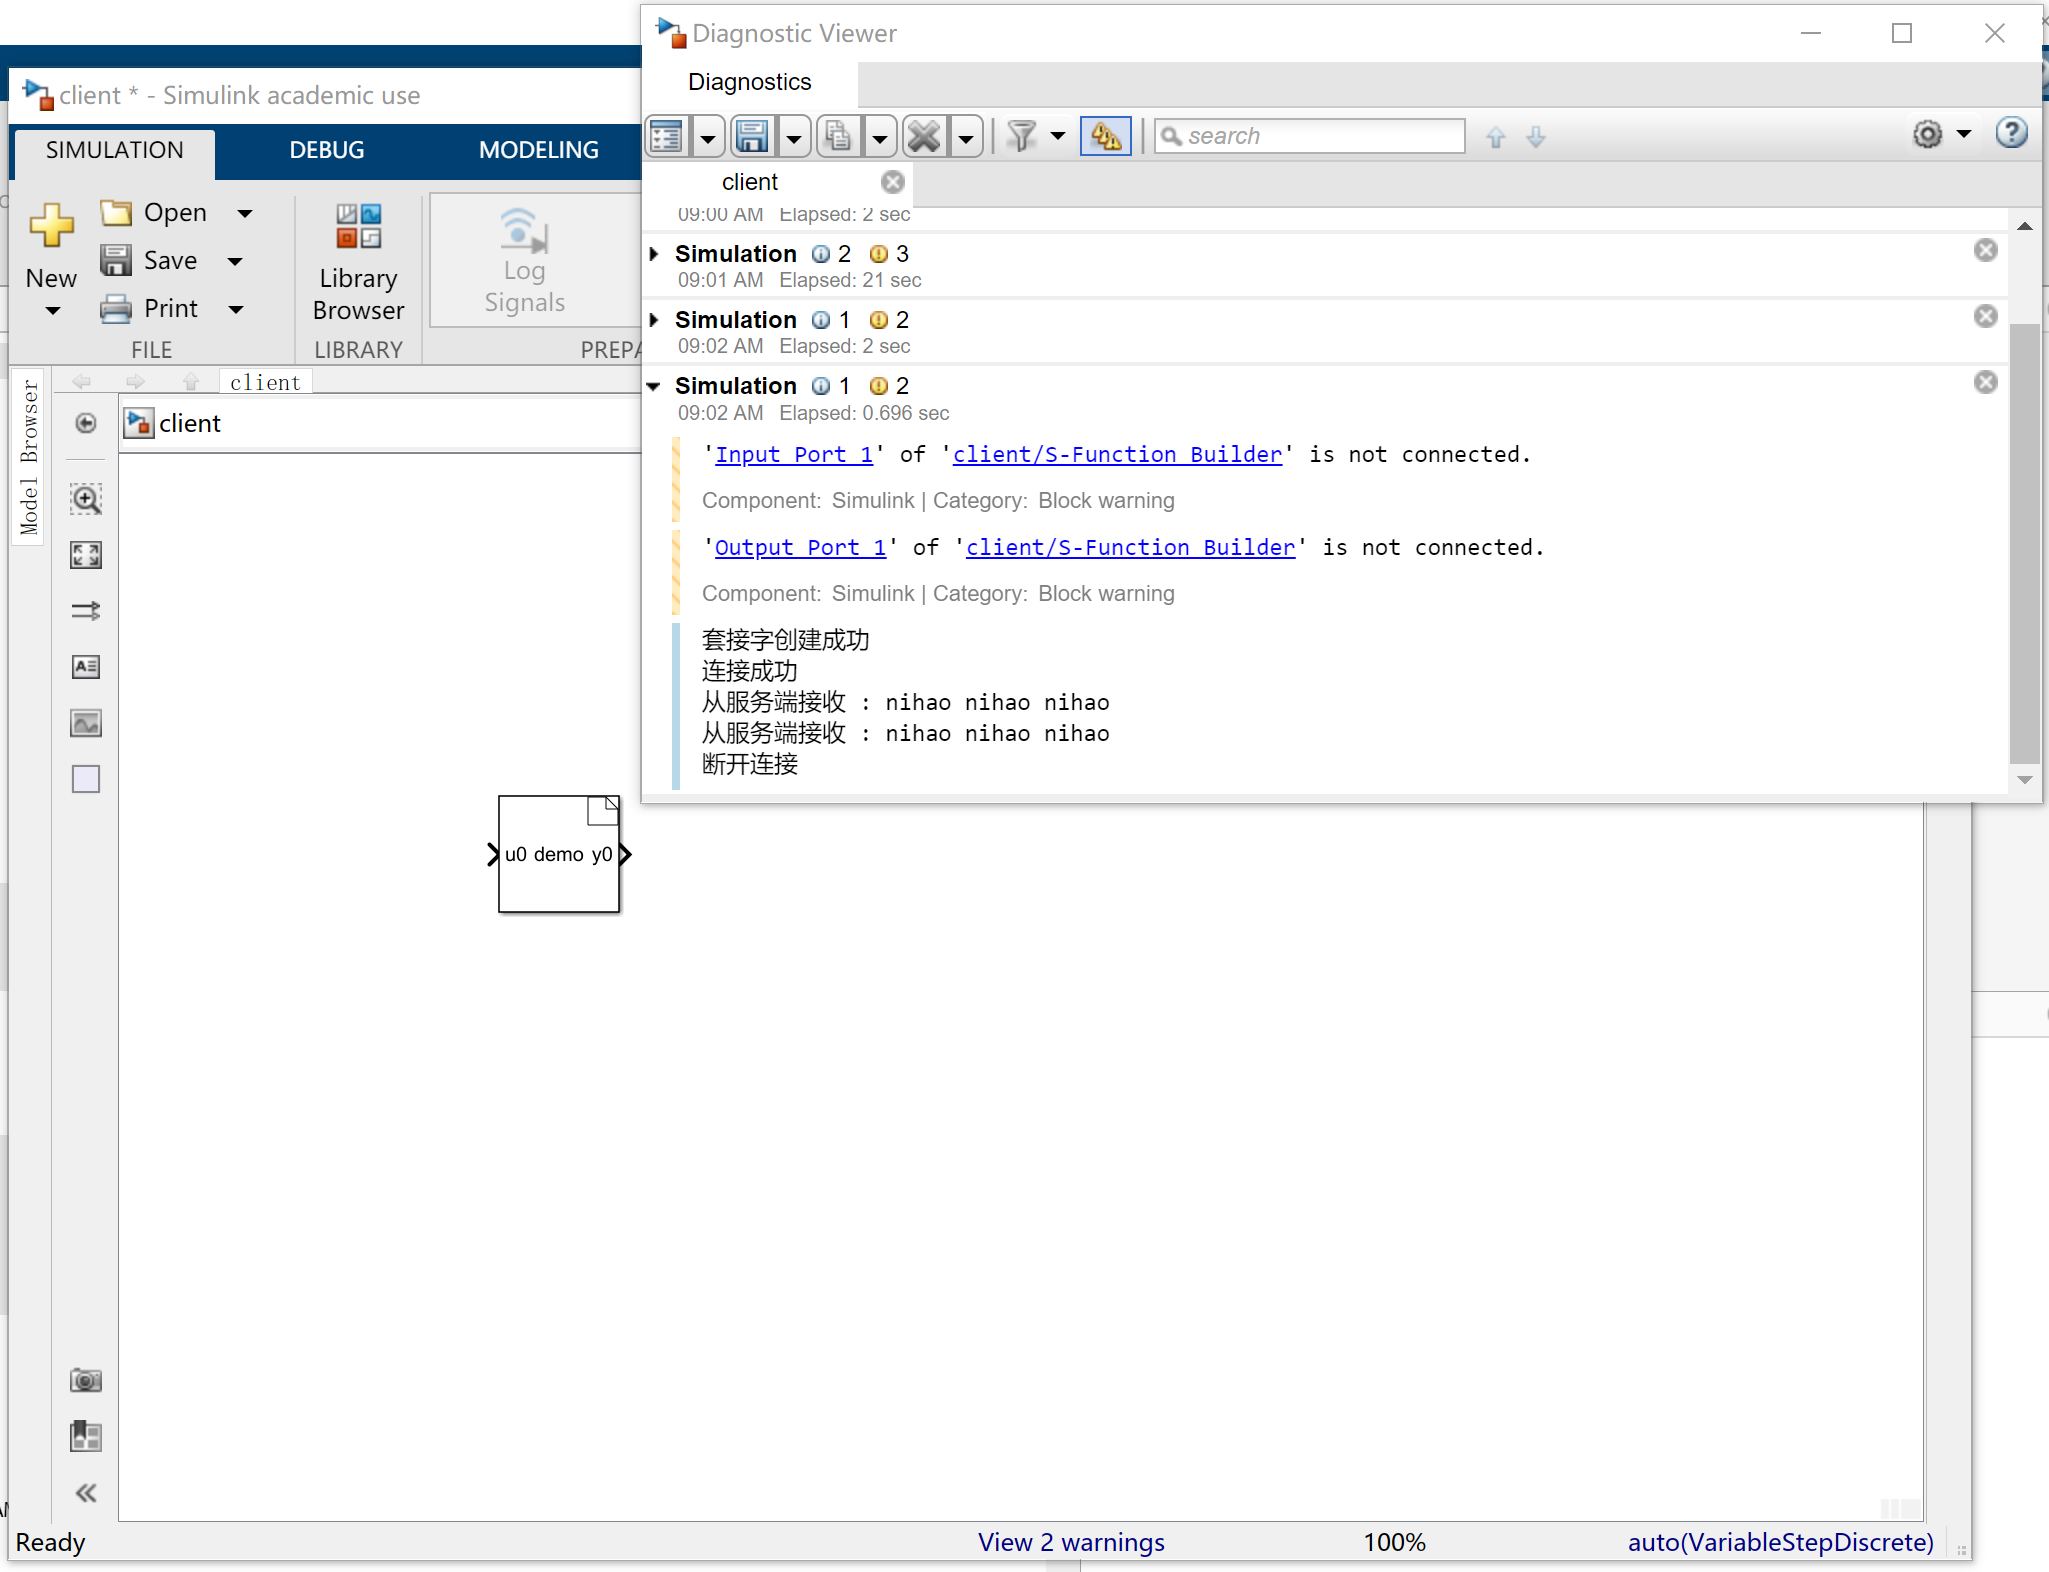 Diagnostic Viewer
Diagnostics
client * - Simulink academic use
SIMULATION DEBUG MODELING
search
client
09:00 AM Elapsed: 2 sec
Simulation 2 3
09:01 AM Elapsed: 21 sec
Simulation 1 2
09:02 AM Elapsed: 2 sec
Simulation 1 2
09:02 AM Elapsed: 0.696 sec
'Input Port 1' of 'client/S-Function Builder' is not connected.
Component: Simulink | Category: Block warning
'Output Port 1' of 'client/S-Function Builder' is not connected.
Component: Simulink | Category: Block warning
套接字创建成功
连接成功
从服务端接收 : nihao nihao nihao
从服务端接收 : nihao nihao nihao
断开连接
New
Open
Save
Print
FILE
Library
Browser
LIBRARY
Log
Signals
PREPA
Model Browser
client
client
u0 demo y0
Ready
View 2 warnings
100%
auto(VariableStepDiscrete)